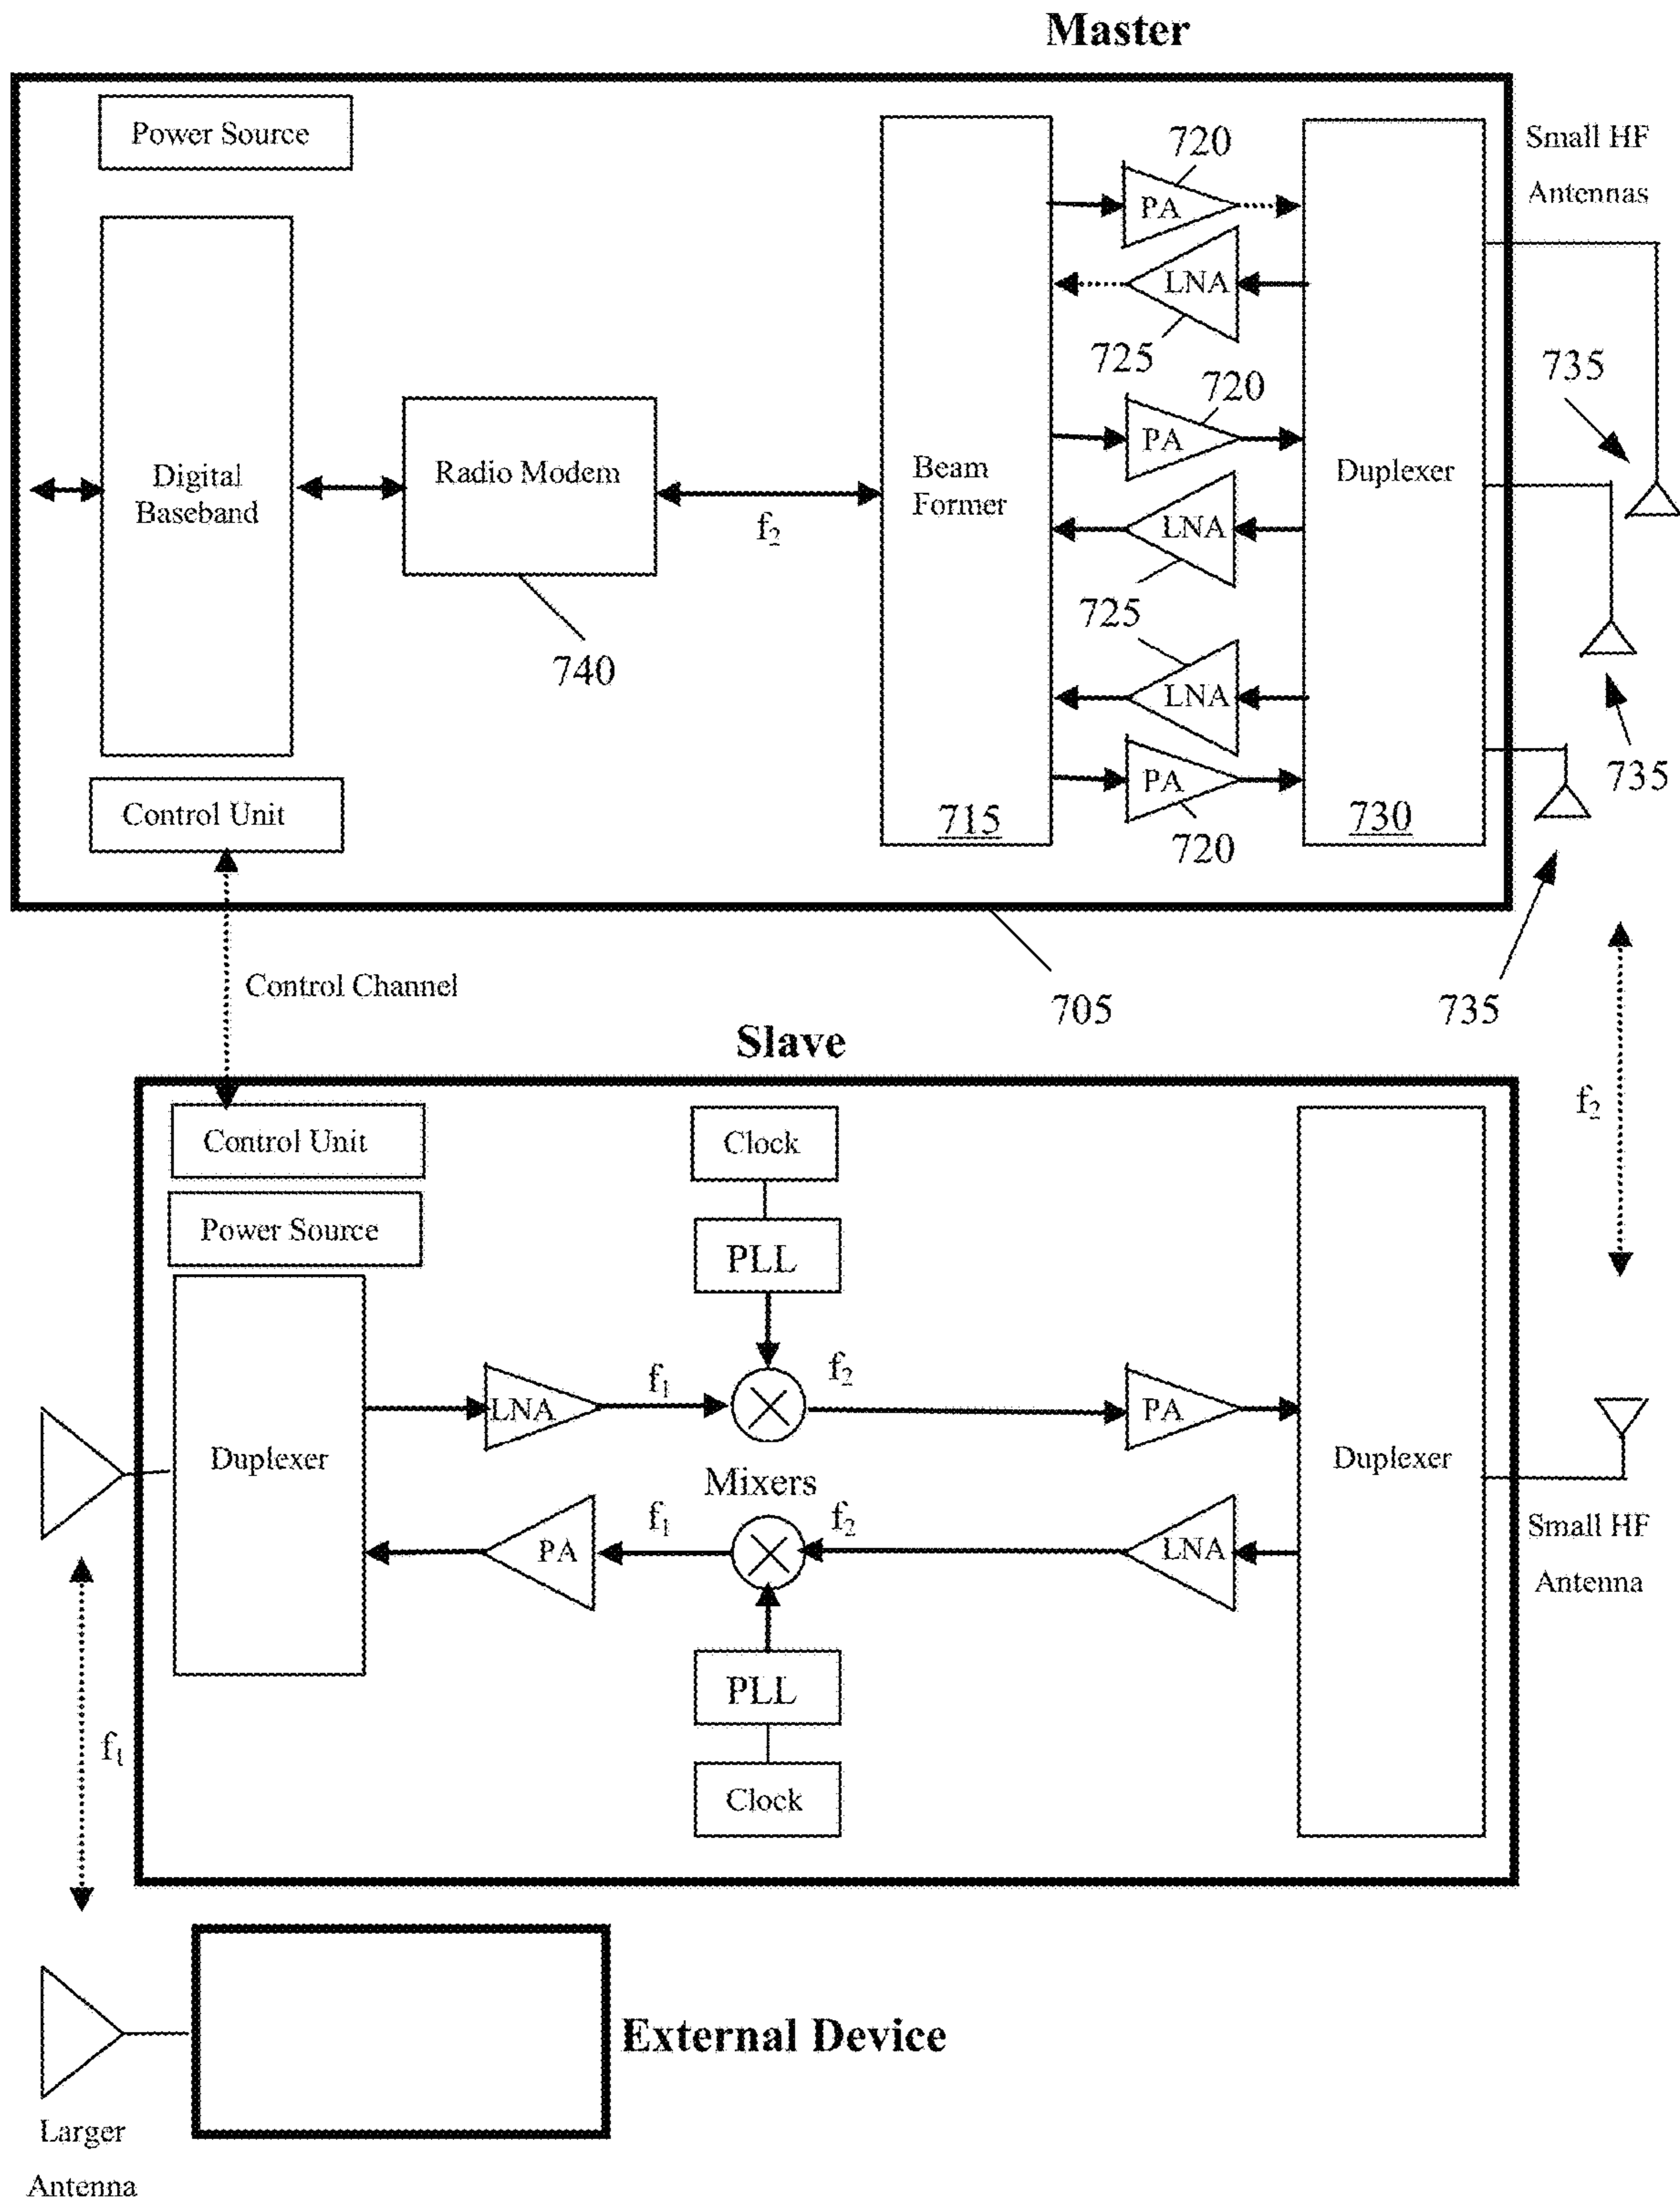 Master
Power Source
Small HF
Antennas
720
PA
LNA
725
735
720
PA
Digital
Baseband
Radio Modem
f2
Beam
Former
Duplexer
LNA
725
740
LNA
735
PA
Control Unit
715
720
730
Control Channel
705
735
Slave
f2
Control Unit
Clock
Power Source
PLL
LNA
f1
f2
PA
Duplexer
Duplexer
Mixers
f1
f2
PA
LNA
Small HF
Antenna
PLL
f1
Clock
External Device
Larger
Antenna